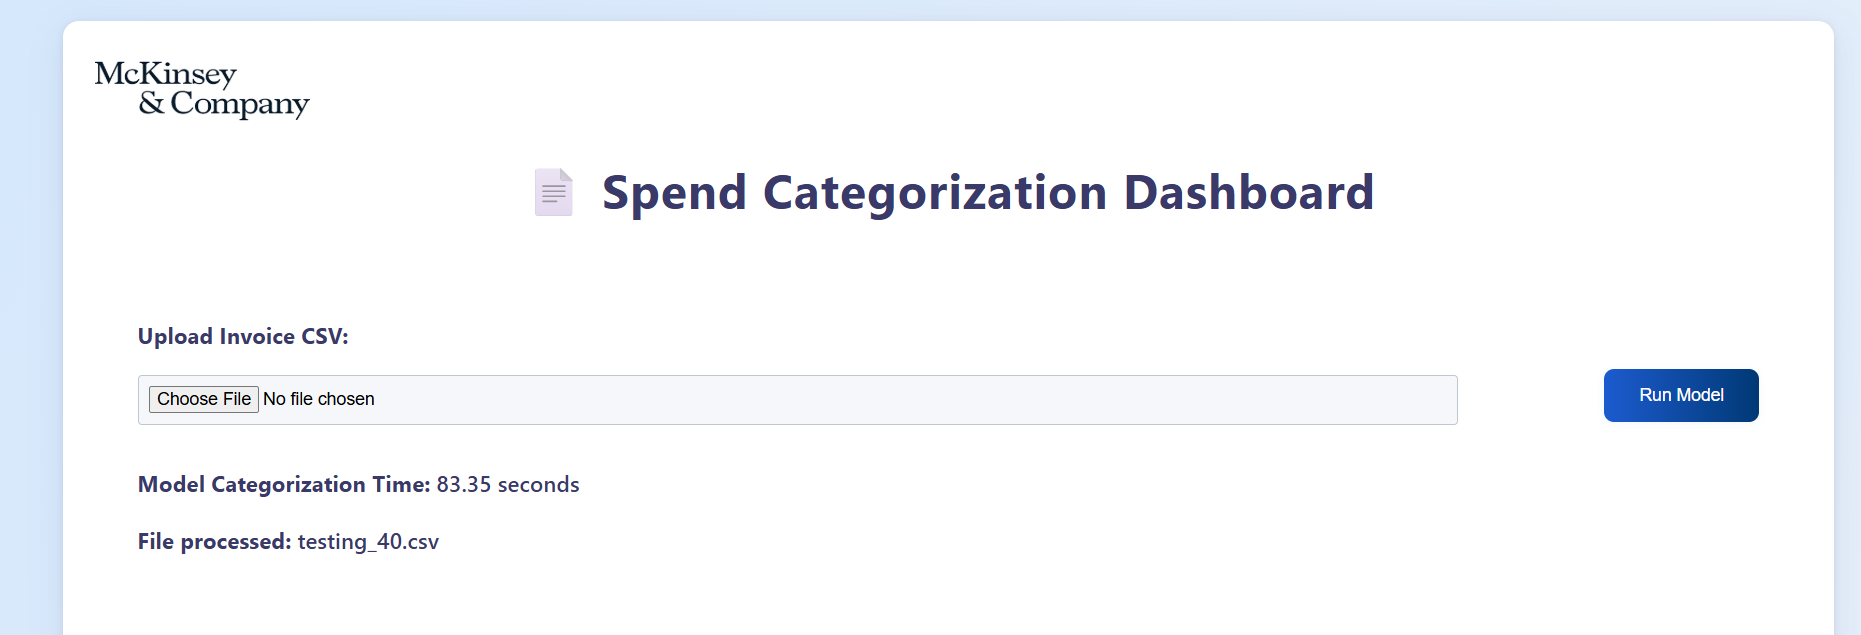 McKinsey
& Company
Spend Categorization Dashboard
Upload Invoice CSV:
Choose File No file chosen
Run Model
Model Categorization Time: 83.35 seconds
File processed: testing_40.csv